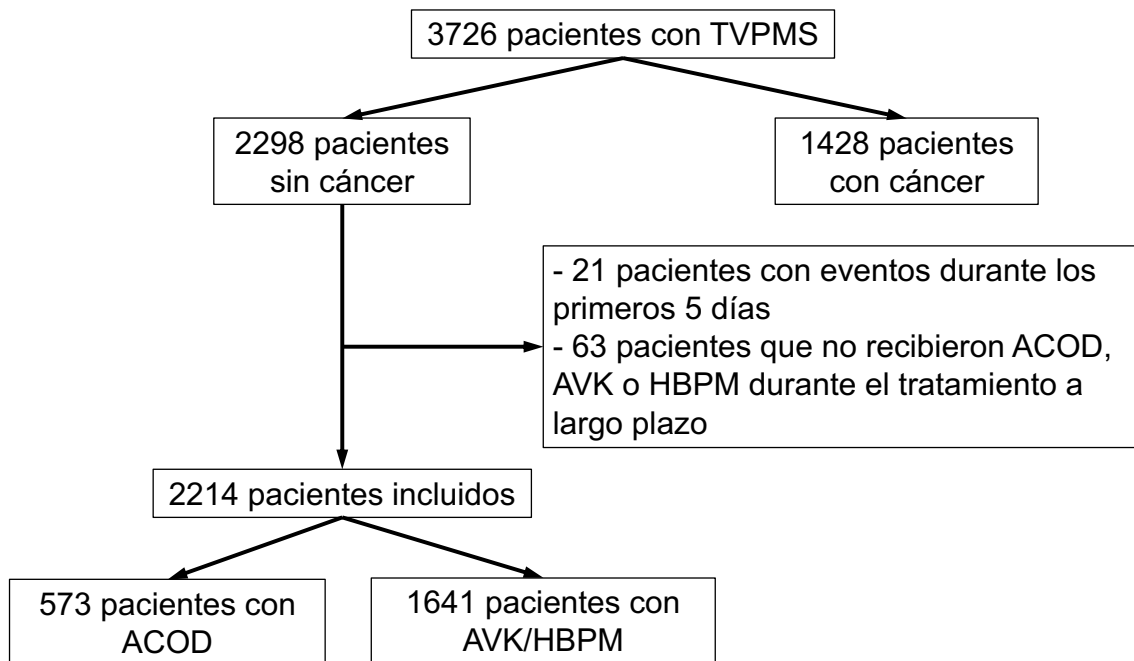 3726 pacientes con TVPMS
2298 pacientes
sin cáncer
1428 pacientes
con cáncer
- 21 pacientes con eventos durante los
primeros 5 días
- 63 pacientes que no recibieron ACOD,
AVK o HBPM durante el tratamiento a
largo plazo
2214 pacientes incluidos
573 pacientes con
ACOD
1641 pacientes con
AVK/HBPM